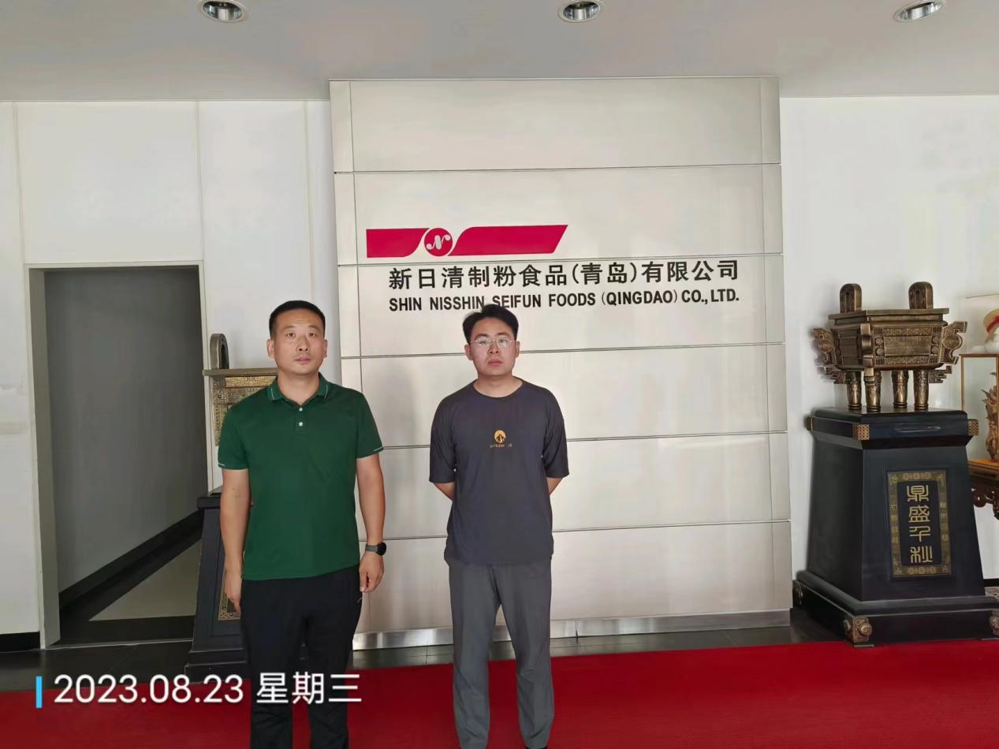 新日清制粉食品(青岛)有限公司
SHIN NISSHIN SEIFUN FOODS (QINGDAO) CO., LTD.
鼎盛千秋
2023.08.23 星期三